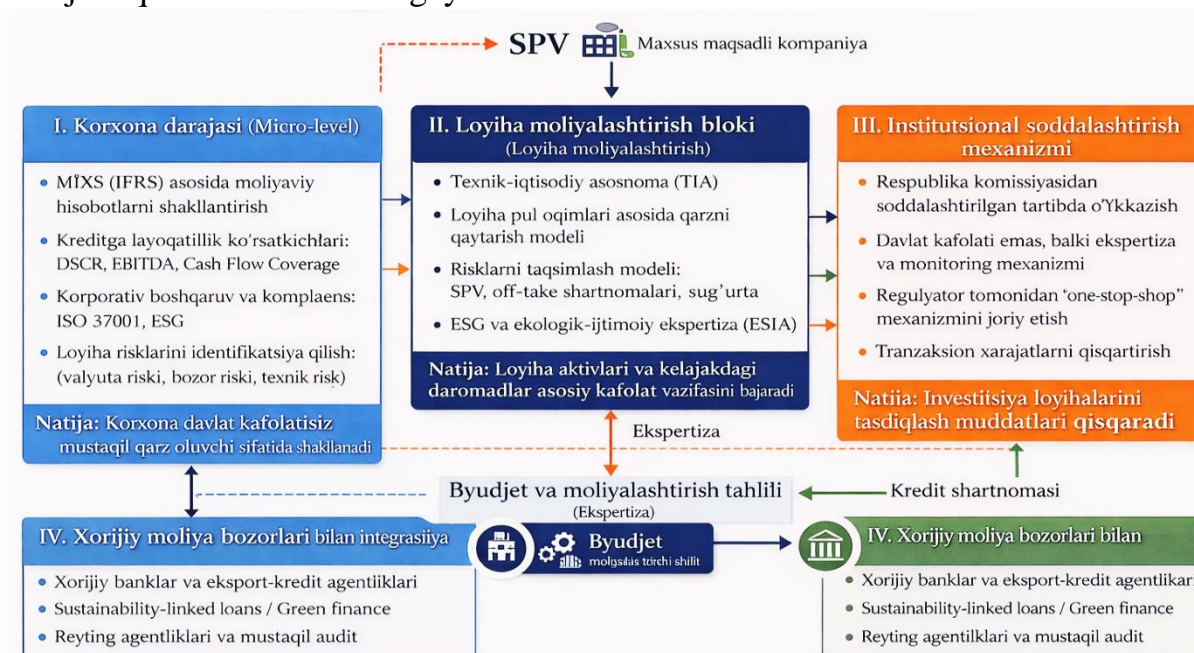 SPV Maxsus maqsadli kompaniya
I. Korxona darajasi (Micro-level)
• MIXS (IFRS) asosida moliyaviy
hisobotlarni shakllantirish
• Kreditga layoqatillik ko'rsatkichlari:
DSCR, EBITDA, Cash Flow Coverage
• Korporativ boshqaruv va komplaens:
ISO 37001, ESG
• Loyiha risklarini identifikatsiya qilish:
(valyuta riski, bozor riski, texnik risk)
Natija: Korxona davlat kafolatisiz
mustaqil qarz oluvchi sifatida shakllanadi
II. Loyiha moliyalashtirish bloki
(Loyiha moliyalashtirish)
• Texnik-iqtisodiy asosnoma (TIA)
• Loyiha pul oqimlari asosida qarzni
qaytarish modeli
• Risklarni taqsimlash modeli:
SPV, off-take shartnomalari, sug'urta
• ESG va ekologik-ijtimoiy ekspertiza (ESIA)
Natija: Loyiha aktivlari va kelajakdagi
daromadlar asosiy kafolat vazifasini bajaradi
III. Institutsional soddalashtirish
mexanizmi
• Respublika komissiyasidan
soddalashtirilgan tartibda o'Ykkazish
• Davlat kafolati emas, balki ekspertiza
va monitoring mexanizmi
• Regulyator tomonidan "one-stop-shop"
mexanizmini joriy etish
• Tranzaksion xarajatlarni qisqartirish
Natiia: Investitsiya loyihalarini
tasdiqlash muddatlari qisqaradi
Ekspertiza
Byudjet va moliyalashtirish tahlili
(Ekspertiza)
Kredit shartnomasi
IV. Xorijiy moliya bozorlari bilan integrasiiya
• Xorijiy banklar va eksport-kredit agentliklari
• Sustainability-linked loans / Green finance
• Reyting agentliklari va mustaqil audit
Byudjet
IV. Xorijiy moliya bozorlari bilan
• Xorijiy banklar va eksport-kredit agentlikari
• Sustainability-linked loans / Green finance
• Reyting agentilklari va mustaqil audit